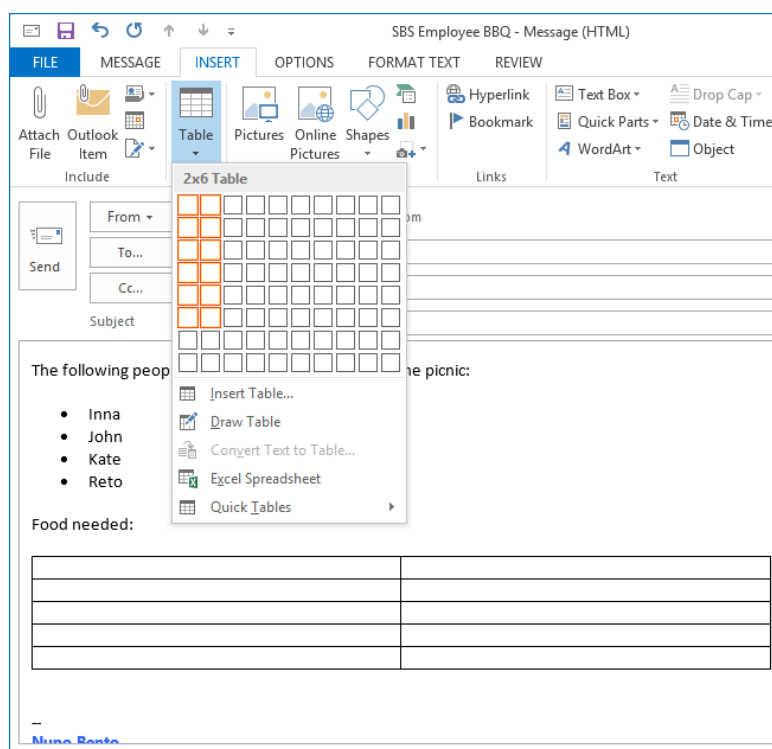 SBS Employee BBQ - Message (HTML)
FILE MESSAGE INSERT OPTIONS FORMAT TEXT REVIEW
Attach File
Outlook Item
Table
Pictures
Online Pictures
Shapes
Hyperlink
Bookmark
Text Box
Quick Parts
WordArt
Drop Cap
Date & Time
Object
Include
Links
Text
2x6 Table
Insert Table...
Draw Table
Convert Text to Table...
Excel Spreadsheet
Quick Tables
Send
From
To...
Cc...
Subject
The following
picnic:
• Inna
• John
• Kate
• Reto
Food needed:
--
Nuno Bento